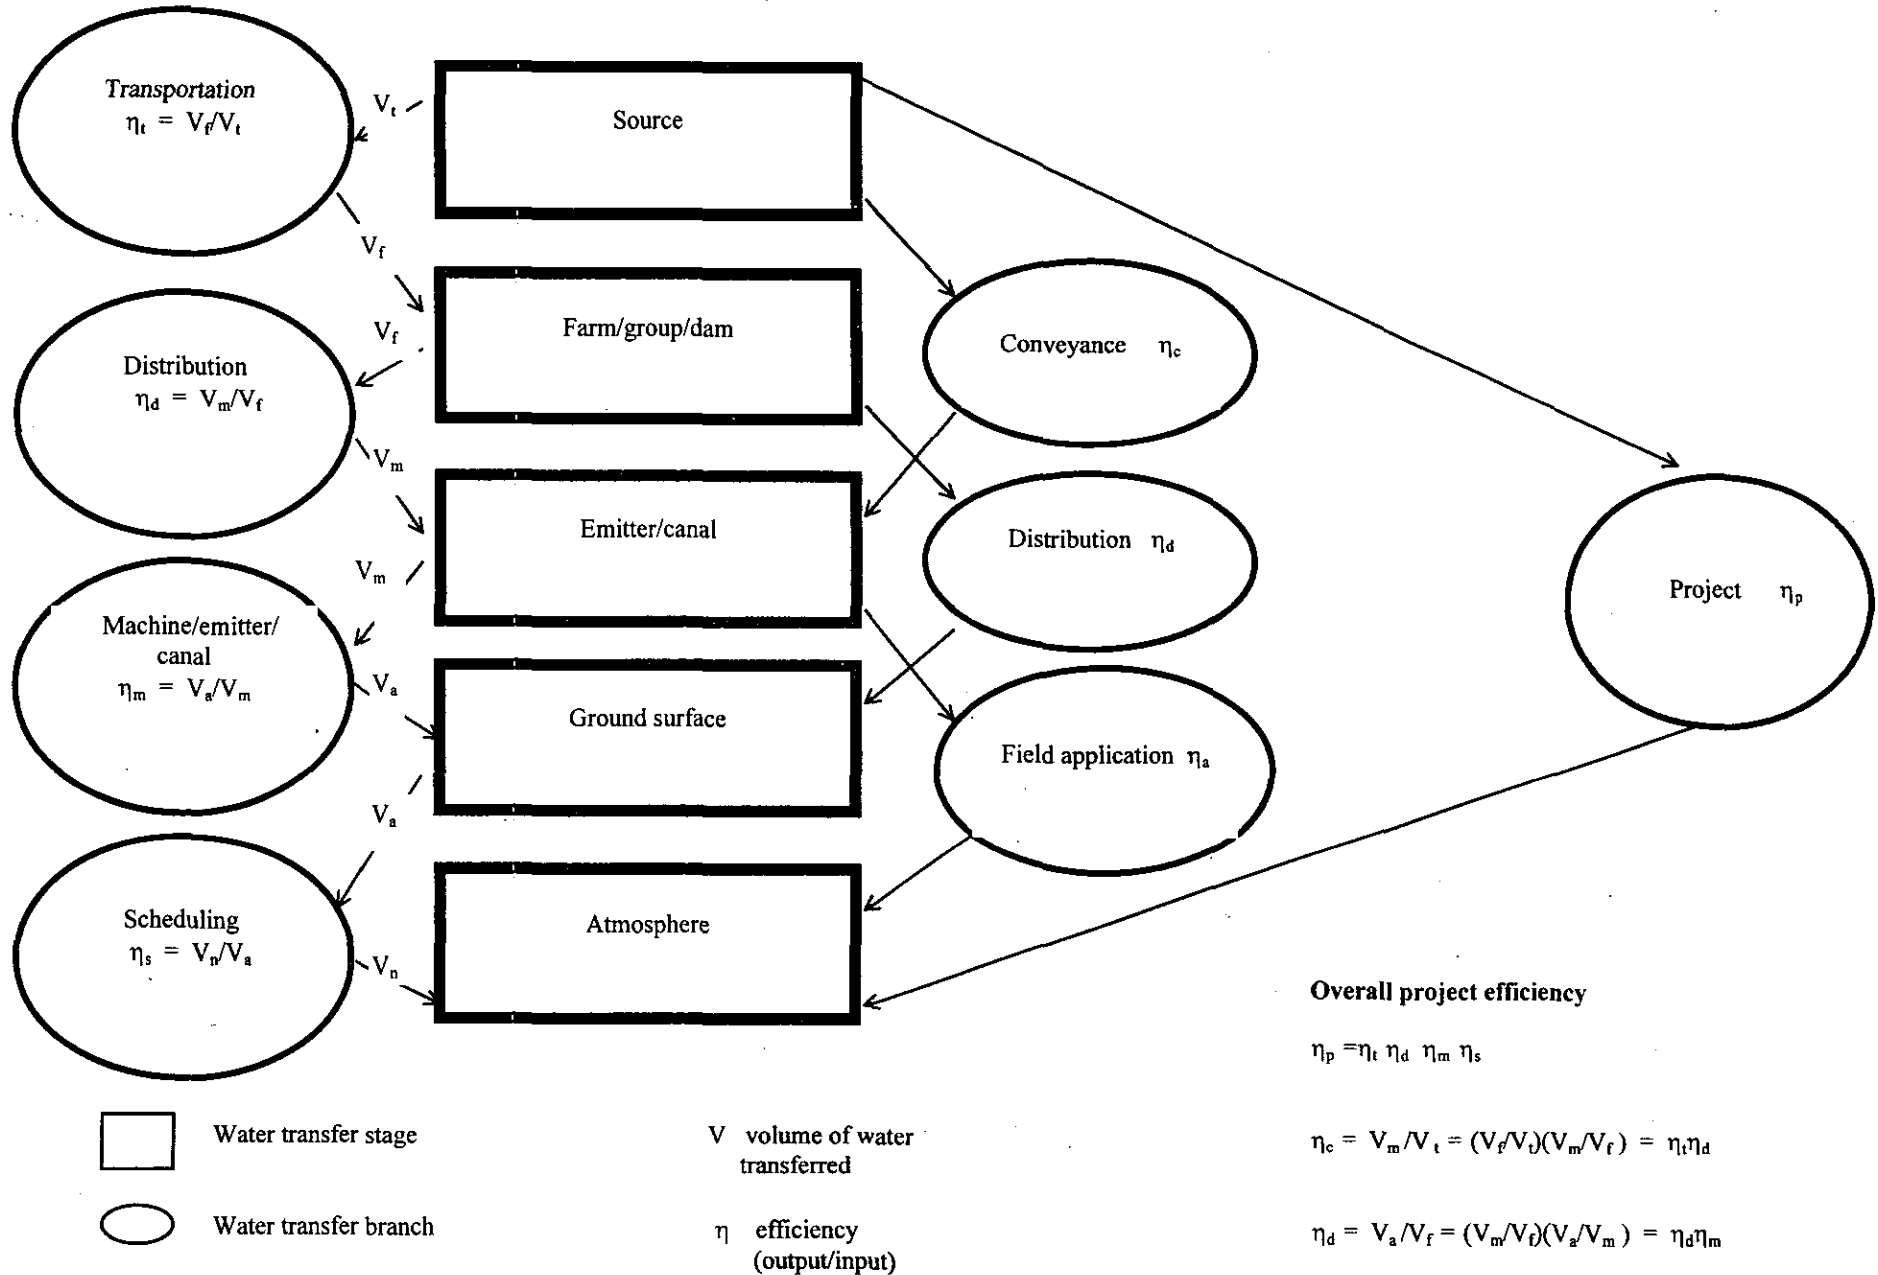 Transportation
ηt = Vf/Vt
Vt
Source
Vf
Farm/group/dam
Vf
Distribution
ηd = Vm/Vf
Conveyance ηc
Vm
Emitter/canal
Distribution ηd
Vm
Machine/emitter/
canal
ηm = Va/Vm
Project ηp
Va
Ground surface
Field application ηa
Va
Scheduling
ηs = Vn/Va
Atmosphere
Vn
Overall project efficiency
ηp =ηt ηd ηm ηs
Water transfer stage
V volume of water
transferred
ηc = Vm/Vt = (Vf/Vt)(Vm/Vf) = ηtηd
Water transfer branch
η efficiency
(output/input)
ηd = Va/Vf = (Vm/Vf)(Va/Vm) = ηdηm